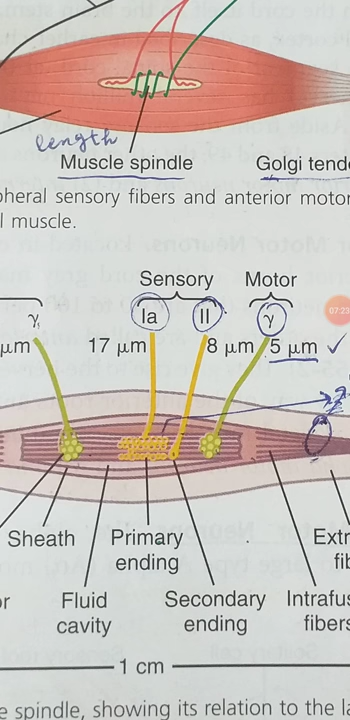 length
Muscle spindle Golgi tend
pheral sensory fibers and anterior motor
l muscle.
Sensory Motor
γ Ia II γ
μm 17 μm 8 μm 5 μm ✓
07:23
Sheath Primary ending Extr fib
or Fluid cavity Secondary ending Intrafus fibers
1 cm
e spindle, showing its relation to the la